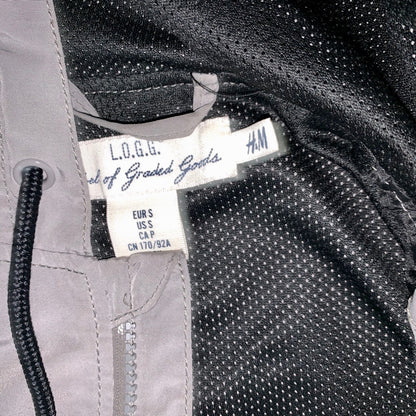 L.O.G.G.
of Graded Goods
H&M
EUR S
US S
CA P
CN 170/92A